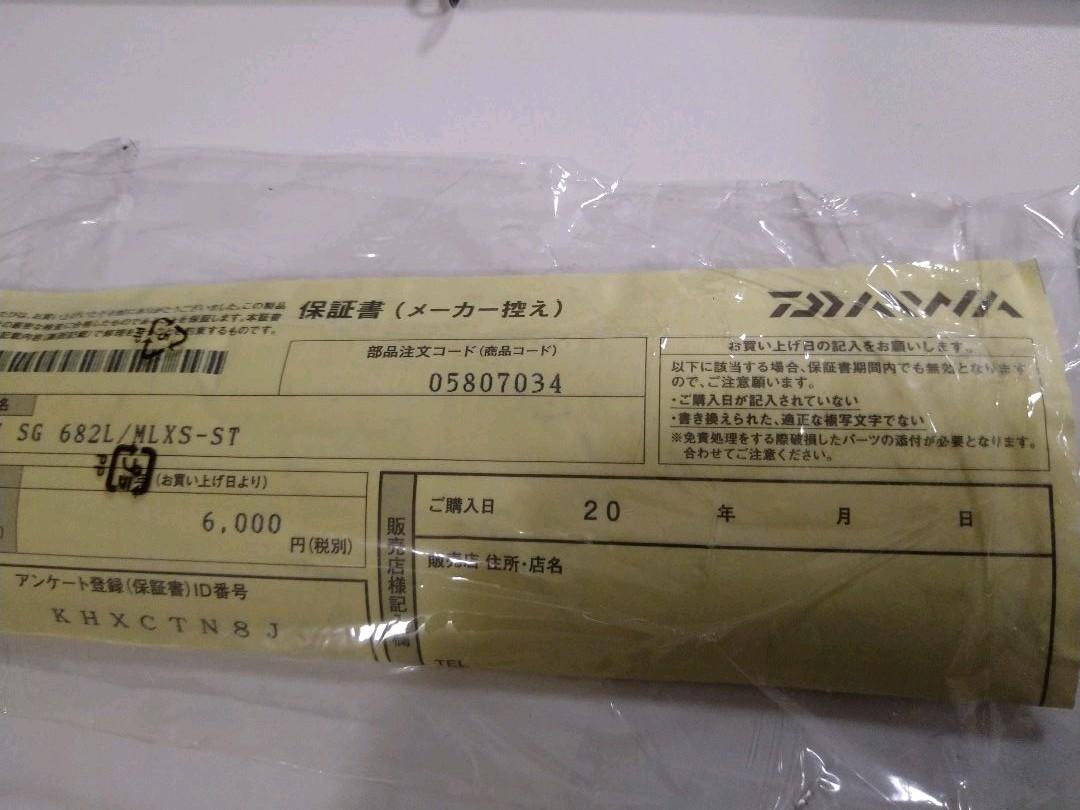 保証書(メーカー控え)
DAIWA
部品注文コード(商品コード)
05807034
お買い上げ日の記入をお願いします。
以下に該当する場合、保証書期間内でも無効となります
ので、ご注意願います。
・ご購入日が記入されていない
・書き換えられた、適正な複写文字でない
※免責処理をする際破損したパーツの添付が必要となります。
合わせてご注意ください。
名
SG 682L/MLXS-ST
(お買い上げ日より)
6,000
円(税別)
アンケート登録(保証書)ID番号
KHXCTN8J
販売店様記入欄
ご購入日 20 年 月 日
販売店 住所・店名
TEL